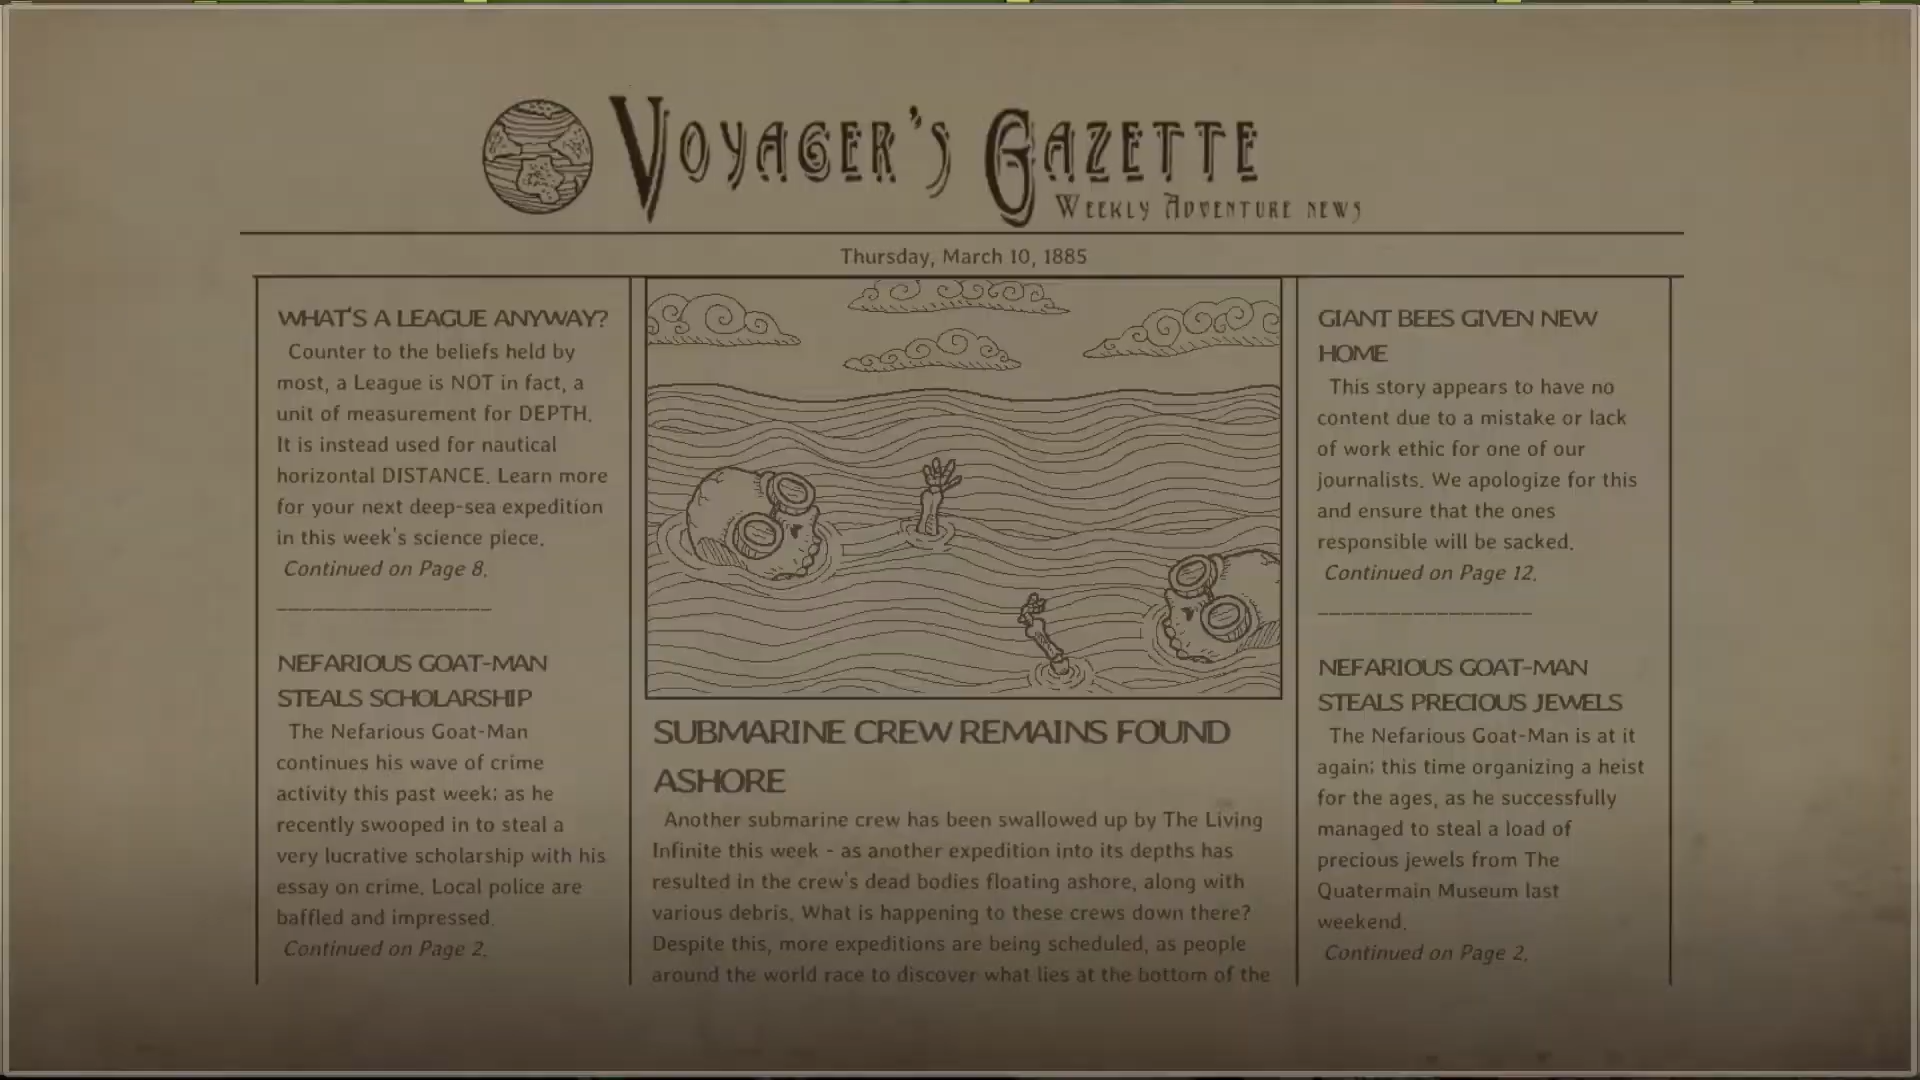 VOYAGER'S GAZETTE
WEEKLY ADVENTURE NEWS
Thursday, March 10, 1885
WHAT'S A LEAGUE ANYWAY?
Counter to the beliefs held by
most, a League is NOT in fact, a
unit of measurement for DEPTH.
It is instead used for nautical
horizontal DISTANCE. Learn more
for your next deep-sea expedition
in this week's science piece.
Continued on Page 8.
------------------
NEFARIOUS GOAT-MAN
STEALS SCHOLARSHIP
The Nefarious Goat-Man
continues his wave of crime
activity this past week; as he
recently swooped in to steal a
very lucrative scholarship with his
essay on crime. Local police are
baffled and impressed.
Continued on Page 2.
SUBMARINE CREW REMAINS FOUND
ASHORE
Another submarine crew has been swallowed up by The Living
Infinite this week - as another expedition into its depths has
resulted in the crew's dead bodies floating ashore, along with
various debris. What is happening to these crews down there?
Despite this, more expeditions are being scheduled, as people
around the world race to discover what lies at the bottom of the
GIANT BEES GIVEN NEW
HOME
This story appears to have no
content due to a mistake or lack
of work ethic for one of our
journalists. We apologize for this
and ensure that the ones
responsible will be sacked.
Continued on Page 12.
------------------
NEFARIOUS GOAT-MAN
STEALS PRECIOUS JEWELS
The Nefarious Goat-Man is at it
again; this time organizing a heist
for the ages, as he successfully
managed to steal a load of
precious jewels from The
Quatermain Museum last
weekend.
Continued on Page 2.